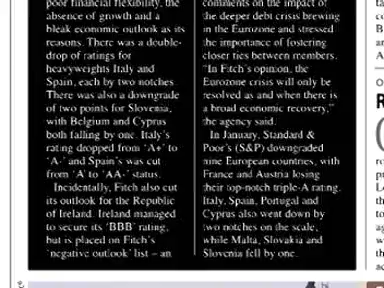 poor financial flexibility, the
absence of growth and a
bleak economic outlook as its
reasons. There was a double-
drop of ratings for
heavyweights Italy and
Spain, each by two notches.
There was also a downgrade
of two points for Slovenia,
with Belgium and Cyprus
both falling by one. Italy's
rating dropped from 'A+' to
'A-' and Spain's was cut
from 'A' to 'AA-' status.
Incidentally, Fitch also cut
its outlook for the Republic
of Ireland. Ireland managed
to secure its 'BBB' rating,
but is placed on Fitch's
'negative outlook' list – an
comments on the impact of
the deeper debt crisis brewing
in the Eurozone and stressed
the importance of fostering
closer ties between members.
"In Fitch's opinion, the
Eurozone crisis will only be
resolved as and when there is
a broad economic recovery,"
the agency said.
In January, Standard &
Poor's (S&P) downgraded
nine European countries, with
France and Austria losing
their top-notch triple-A rating.
Italy, Spain, Portugal and
Cyprus also went down by
two notches on the scale,
while Malta, Slovakia and
Slovenia fell by one.